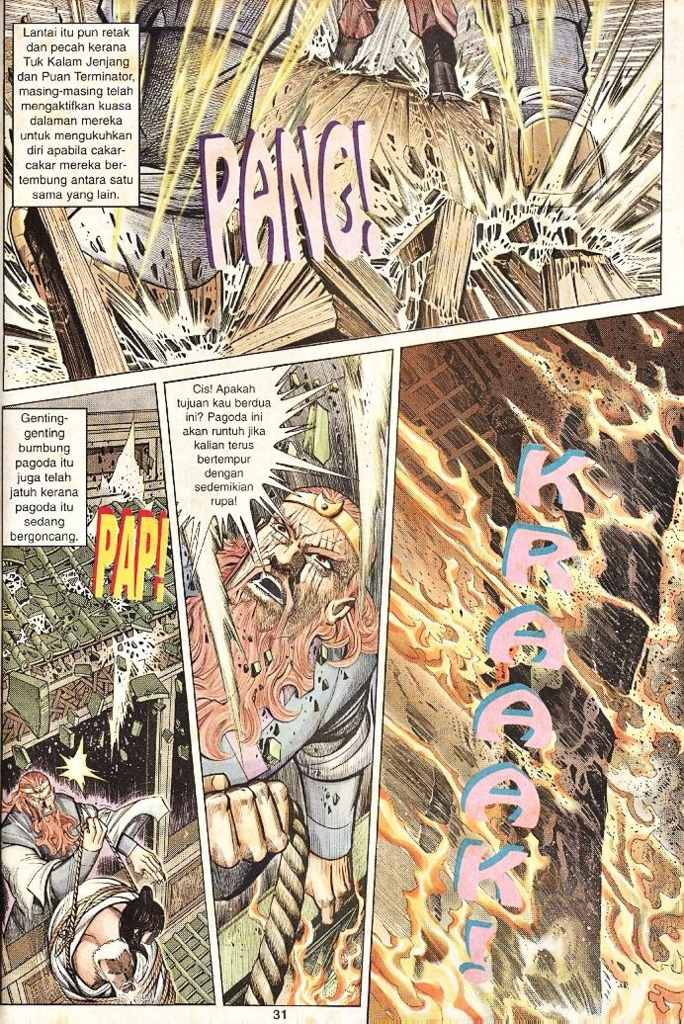 Lantai itu pun retak
dan pecah kerana
Tuk Kalam Jenjang
dan Puan Terminator,
masing-masing telah
mengaktifkan kuasa
dalaman mereka
untuk mengukuhkan
diri apabila cakar-
cakar mereka ber-
tembung antara satu
sama yang lain.
PANG!
Genting-
genting
bumbung
pagoda itu
juga telah
jatuh kerana
pagoda itu
sedang
bergoncang.
PAP!
Cis! Apakah
tujuan kau berdua
ini? Pagoda ini
akan runtuh jika
kalian terus
bertempur
dengan
sedemikian
rupa!
KRAAAK!
31